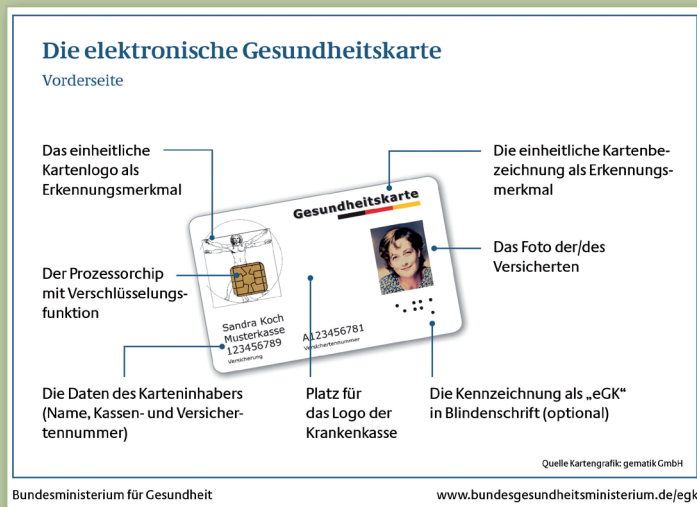 Die elektronische Gesundheitskarte
Vorderseite
Das einheitliche
Kartenlogo als
Erkennungsmerkmal
Die einheitliche Kartenbe-
zeichnung als Erkennungs-
merkmal
Gesundheitskarte
Das Foto der/des
Versicherten
Der Prozessorchip
mit Verschlüsselungs-
funktion
Sandra Koch
Musterkasse
123456789
Versicherung
A123456781
Versichertennummer
Die Daten des Karteninhabers
(Name, Kassen- und Versicher-
tennummer)
Platz für
das Logo der
Krankenkasse
Die Kennzeichnung als „eGK“
in Blindenschrift (optional)
Quelle Kartengrafik: gematik GmbH
Bundesministerium für Gesundheit
www.bundesgesundheitsministerium.de/egk